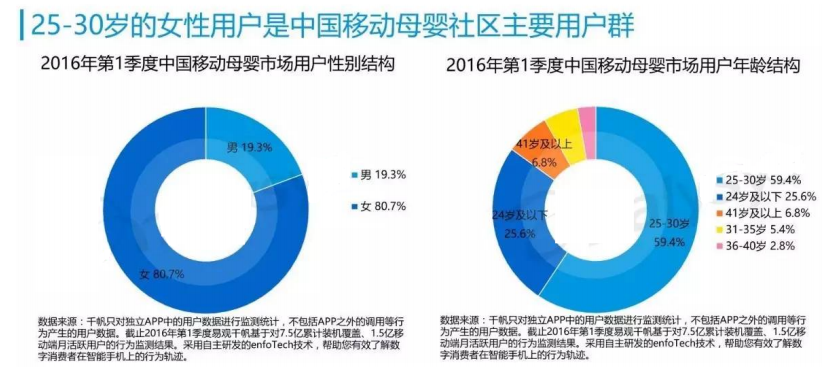 25-30岁的女性用户是中国移动母婴社区主要用户群
2016年第1季度中国移动母婴市场用户性别结构
男 19.3%
女 80.7%
男 19.3%
女 80.7%
数据来源：千帆只对独立APP中的用户数据进行监测统计，不包括APP之外的调用等行
为产生的用户数据。截止2016年第1季度易观千帆基于对7.5亿累计装机覆盖、1.5亿移
动端月活跃用户的行为监测结果。采用自主研发的enfoTech技术，帮助您有效了解数
字消费者在智能手机上的行为轨迹。
2016年第1季度中国移动母婴市场用户年龄结构
41岁及以上
6.8%
24岁及以下
25.6%
25-30岁
59.4%
25-30岁 59.4%
24岁及以下 25.6%
41岁及以上 6.8%
31-35岁 5.4%
36-40岁 2.8%
数据来源：千帆只对独立APP中的用户数据进行监测统计，不包括APP之外的调用等行
为产生的用户数据。截止2016年第1季度易观千帆基于对7.5亿累计装机覆盖、1.5亿移
动端月活跃用户的行为监测结果。采用自主研发的enfoTech技术，帮助您有效了解数
字消费者在智能手机上的行为轨迹。